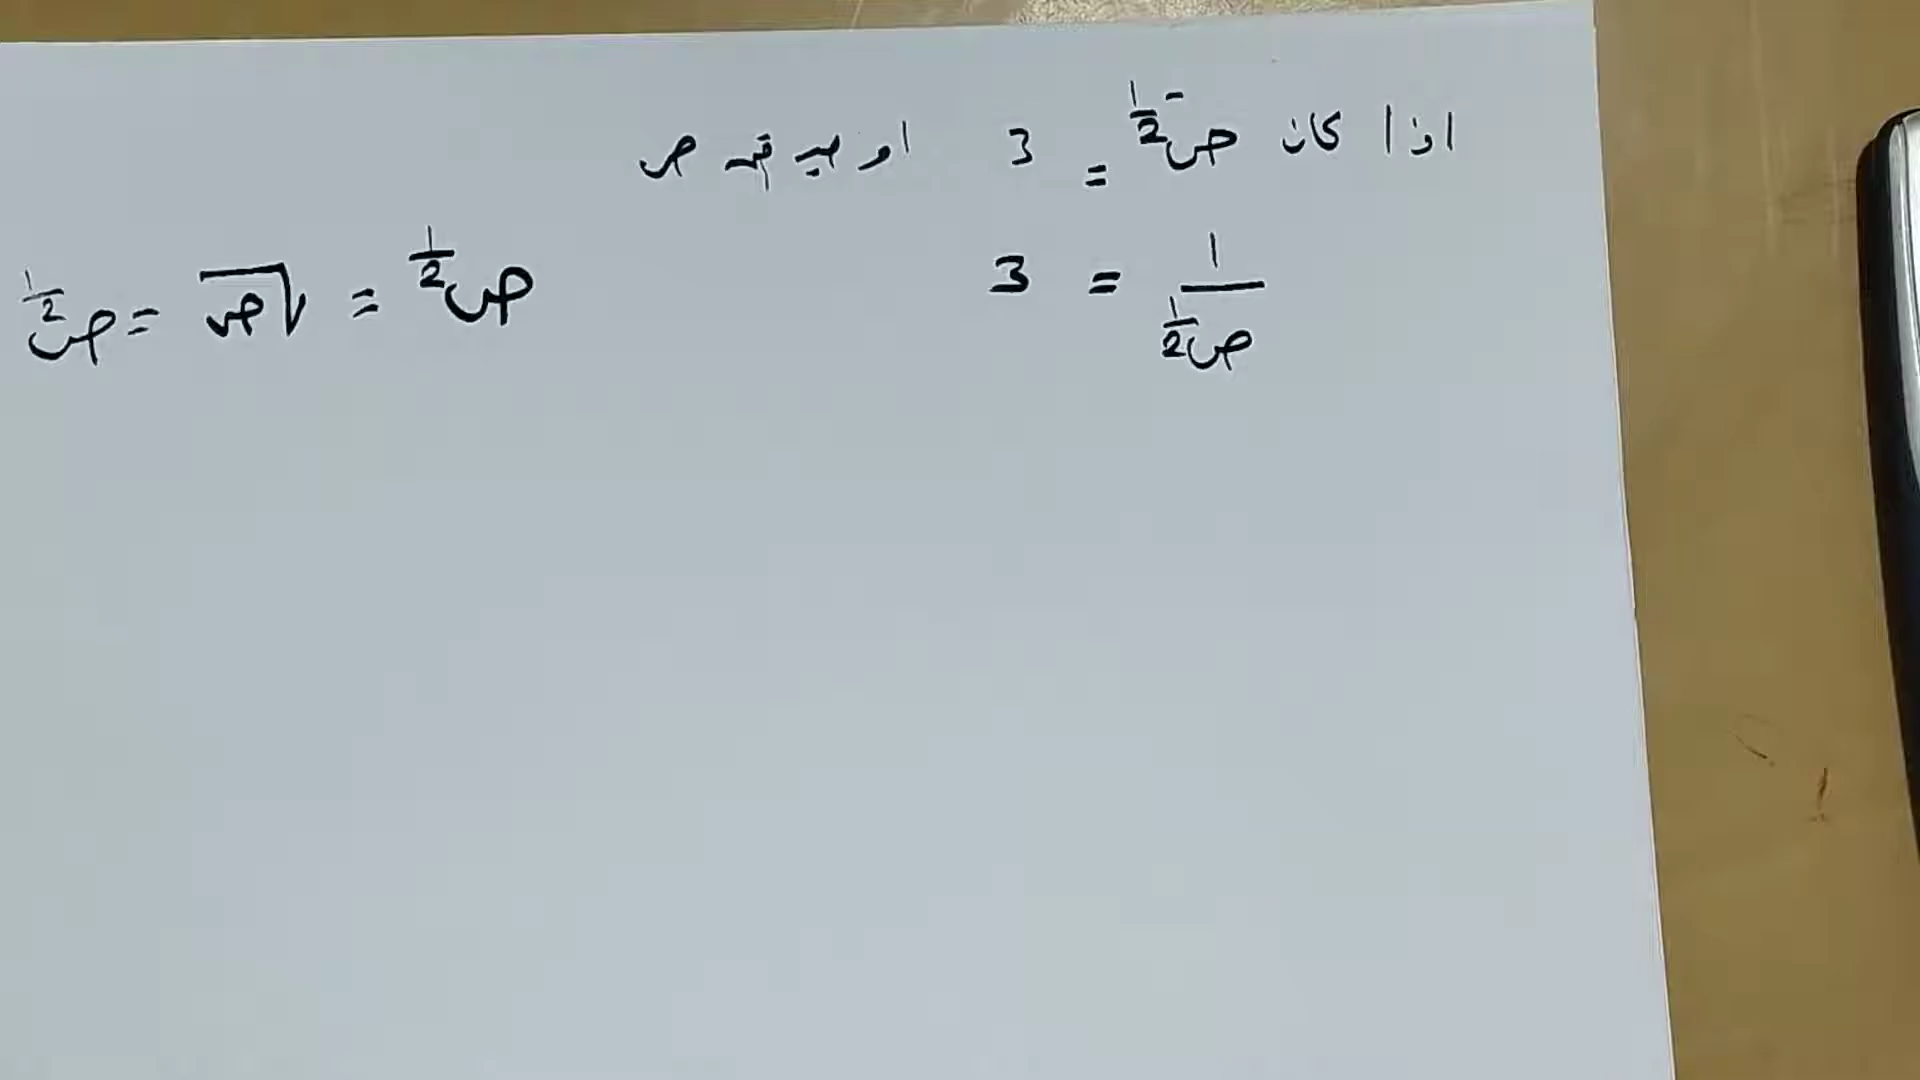 اذا كان ص^-½ = 3 اوجد قيمة ص
1/ص^½ = 3
ص^½ = √ص = ص^½